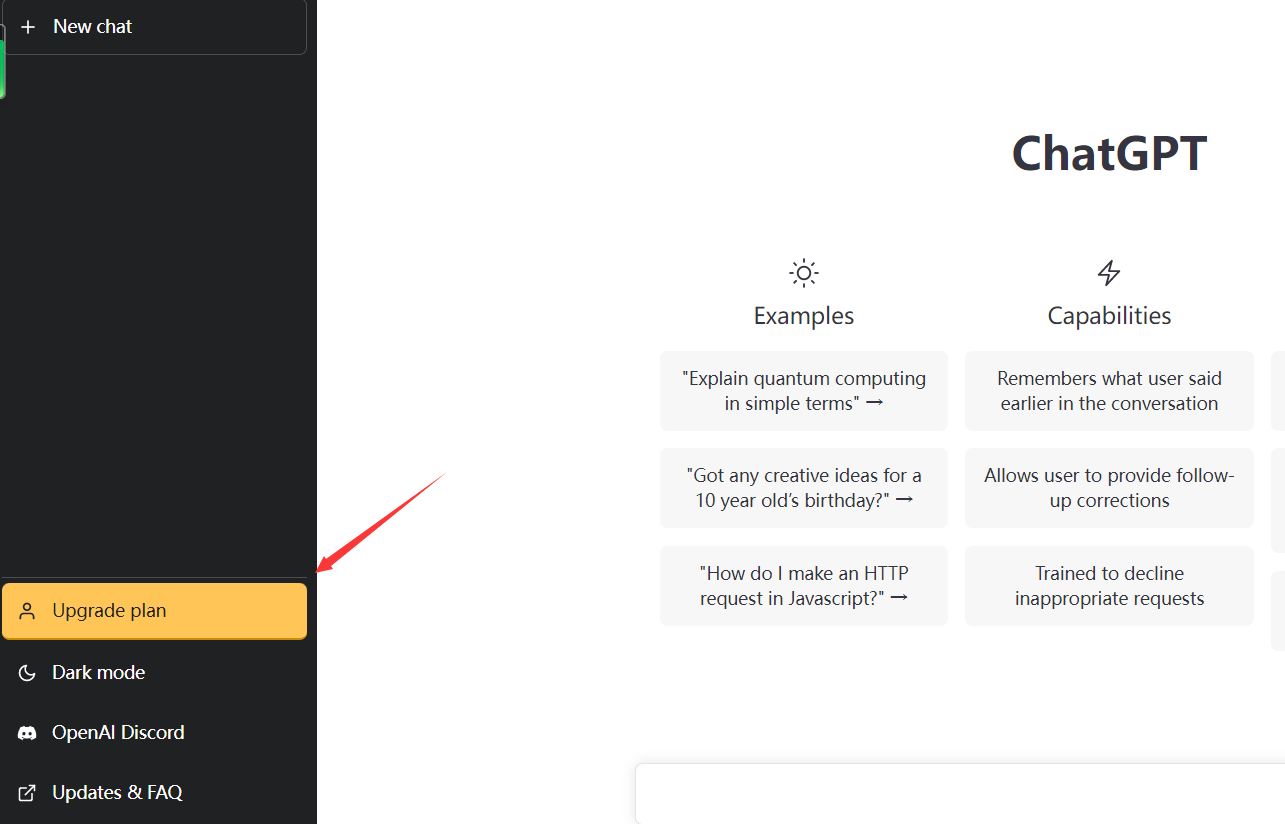 New chat
Upgrade plan
Dark mode
OpenAI Discord
Updates & FAQ
ChatGPT
Examples
"Explain quantum computing
in simple terms" →
"Got any creative ideas for a
10 year old’s birthday?" →
"How do I make an HTTP
request in Javascript?" →
Capabilities
Remembers what user said
earlier in the conversation
Allows user to provide follow-
up corrections
Trained to decline
inappropriate requests